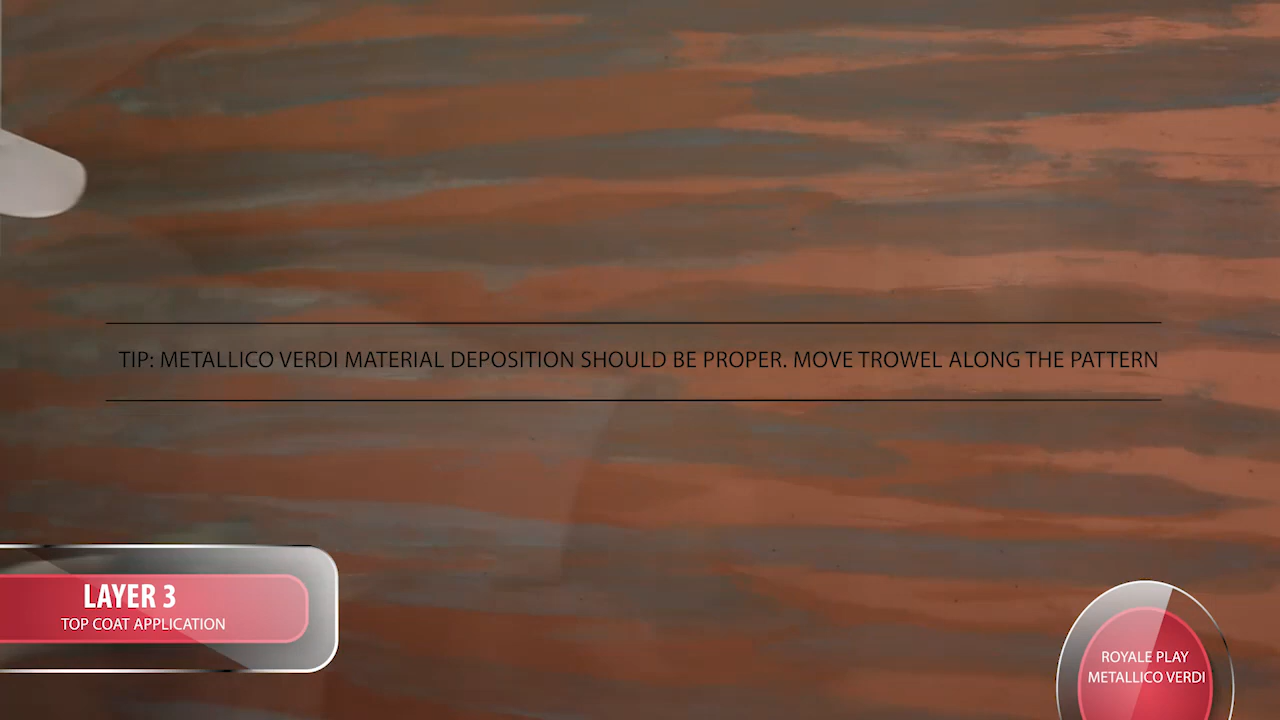 TIP: METALLICO VERDI MATERIAL DEPOSITION SHOULD BE PROPER. MOVE TROWEL ALONG THE PATTERN
LAYER 3
TOP COAT APPLICATION
ROYALE PLAY
METALLICO VERDI